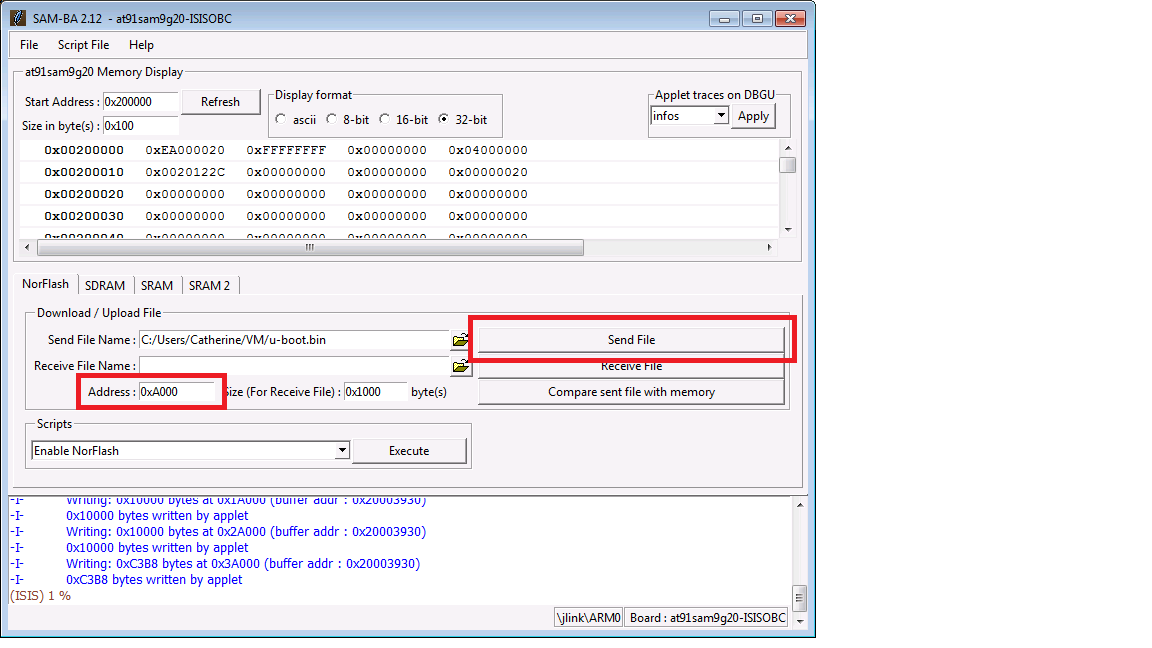 SAM-BA 2.12 - at91sam9g20-ISISOBC
File Script File Help
at91sam9g20 Memory Display
Start Address : 0x200000 Refresh
Size in byte(s) : 0x100
Display format
ascii 8-bit 16-bit 32-bit
Applet traces on DBGU
infos Apply
0x00200000 0xEA000020 0xFFFFFFFF 0x00000000 0x04000000
0x00200010 0x0020122C 0x00000000 0x00000000 0x00000020
0x00200020 0x00000000 0x00000000 0x00000000 0x00000000
0x00200030 0x00000000 0x00000000 0x00000000 0x00000000
0x00200040 0x00000000 0x00000000 0x00000000 0x00000000
NorFlash SDRAM SRAM SRAM 2
Download / Upload File
Send File Name : C:/Users/Catherine/VM/u-boot.bin Send File
Receive File Name : Receive File
Address : 0xA000 Size (For Receive File) : 0x1000 byte(s) Compare sent file with memory
Scripts
Enable NorFlash Execute
-I- Writing: 0x10000 bytes at 0x1A000 (buffer addr : 0x20003930)
-I- 0x10000 bytes written by applet
-I- Writing: 0x10000 bytes at 0x2A000 (buffer addr : 0x20003930)
-I- 0x10000 bytes written by applet
-I- Writing: 0xC3B8 bytes at 0x3A000 (buffer addr : 0x20003930)
-I- 0xC3B8 bytes written by applet
(ISIS) 1 %
\jlink\ARM0 Board : at91sam9g20-ISISOBC